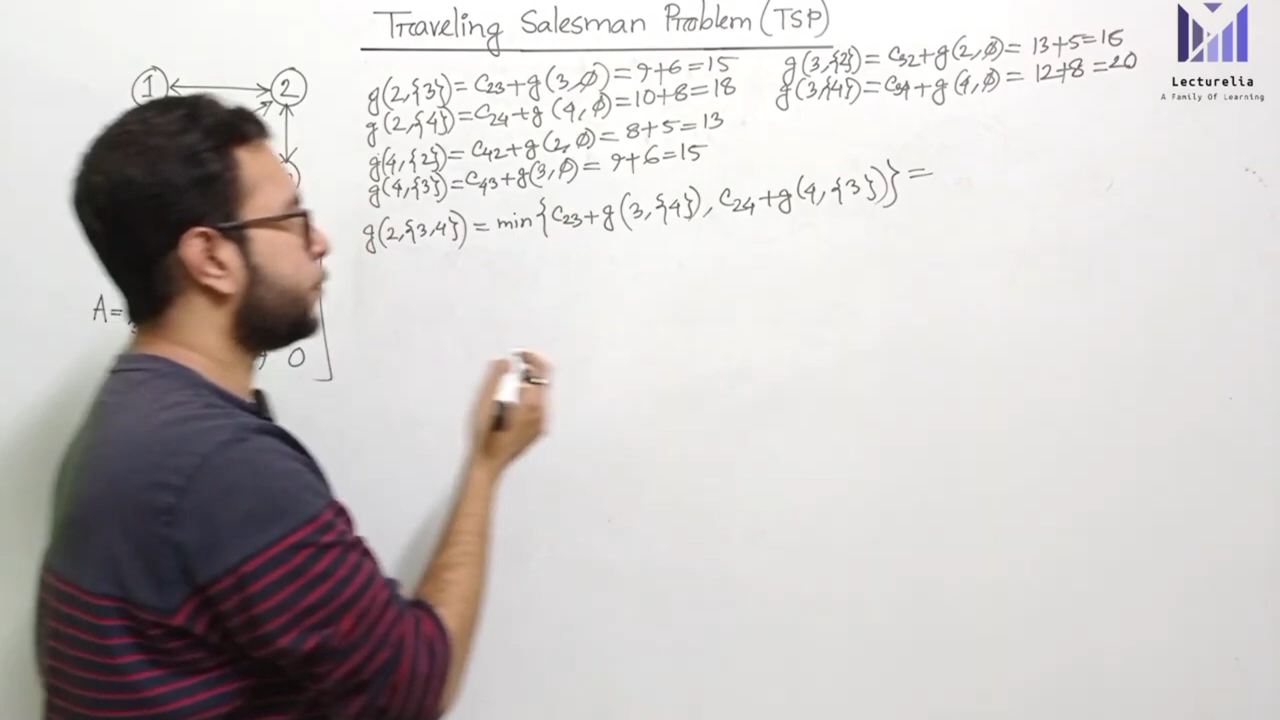 Traveling Salesman Problem (TSP)
1
2
g(2,{3})=C23+g(3,∅)=9+6=15
g(2,{4})=C24+g(4,∅)=10+8=18
g(4,{2})=C42+g(2,∅)=8+5=13
g(4,{3})=C43+g(3,∅)=9+6=15
g(3,{2})=C32+g(2,∅)=13+5=18
g(3,{4})=C34+g(4,∅)=12+8=20
g(2,{3,4})=min{C23+g(3,{4}),C24+g(4,{3})}=
A=
0
Lecturelia
A Family Of Learning